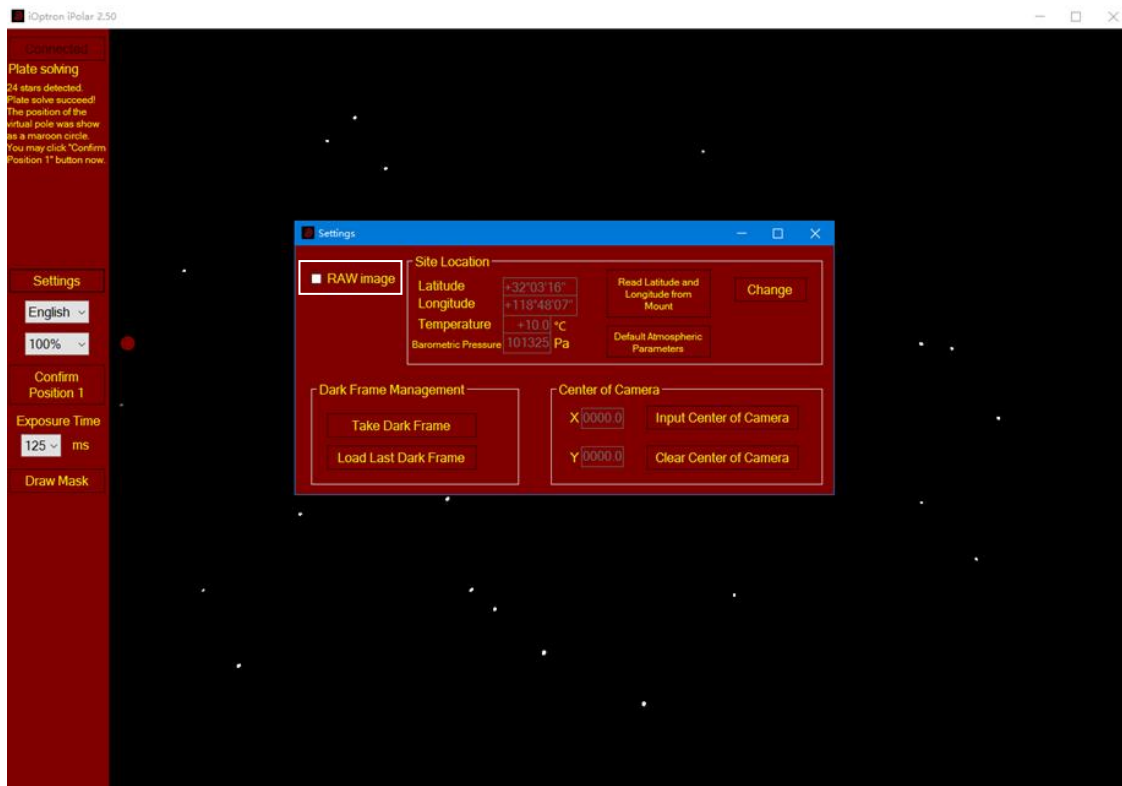 iOptron iPolar 2.50
Connected
Plate solving
24 stars detected.
Plate solve succeed!
The position of the
virtual pole was show
as a maroon circle.
You may click "Confirm
Position 1" button now.
Settings
English
100%
Confirm
Position 1
Exposure Time
125 ms
Draw Mask
Settings
RAW image
Site Location
Latitude +32°03'16"
Longitude +118°48'07"
Temperature +10.0 °C
Barometric Pressure 101325 Pa
Read Latitude and
Longitude from
Mount
Default Atmospheric
Parameters
Change
Dark Frame Management
Take Dark Frame
Load Last Dark Frame
Center of Camera
X 0000.0 Input Center of Camera
Y 0000.0 Clear Center of Camera